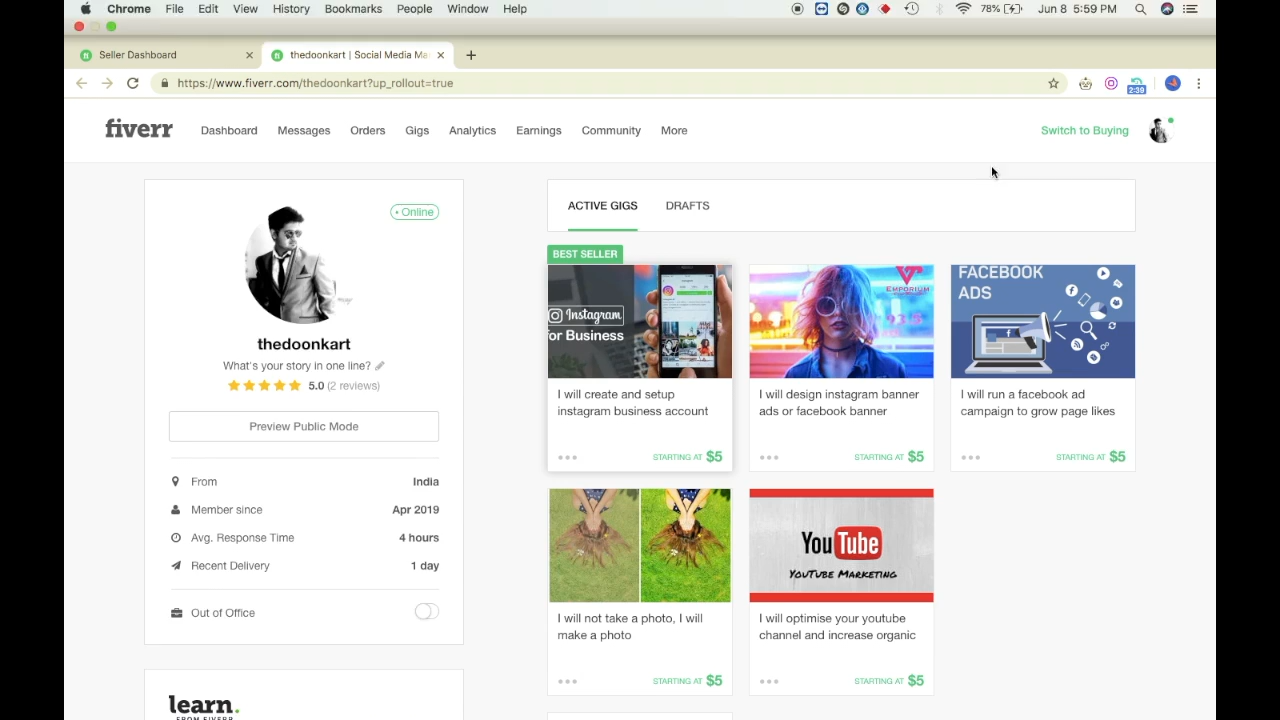 Chrome File Edit View History Bookmarks People Window Help
78% Jun 8 5:59 PM
Seller Dashboard
thedoonkart | Social Media Ma
https://www.fiverr.com/thedoonkart?up_rollout=true
2:39
fiverr
Dashboard Messages Orders Gigs Analytics Earnings Community More
Switch to Buying
Online
thedoonkart
What's your story in one line?
5.0 (2 reviews)
Preview Public Mode
From India
Member since Apr 2019
Avg. Response Time 4 hours
Recent Delivery 1 day
Out of Office
learn.
FROM FIVERR
ACTIVE GIGS DRAFTS
BEST SELLER
Instagram
for Business
I will create and setup
instagram business account
STARTING AT $5
EMPORIUM
I will design instagram banner
ads or facebook banner
STARTING AT $5
FACEBOOK
ADS
I will run a facebook ad
campaign to grow page likes
STARTING AT $5
I will not take a photo, I will
make a photo
STARTING AT $5
YouTube
YOUTUBE MARKETING
I will optimise your youtube
channel and increase organic
STARTING AT $5